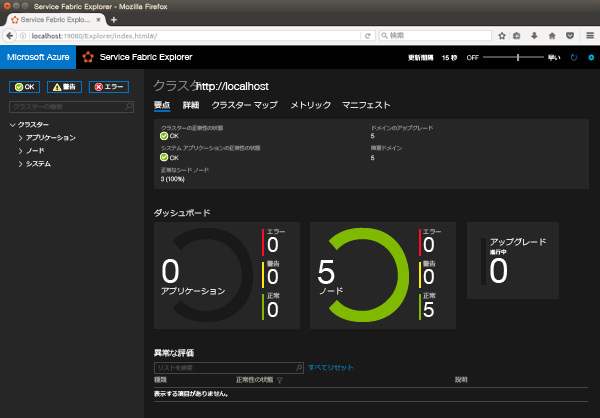 Service Fabric Explorer - Mozilla Firefox
Service Fabric Explo...
localhost:19080/Explorer/index.html#/
検索
Microsoft Azure
Service Fabric Explorer
更新間隔 15 秒 OFF 早い
OK 警告 エラー
クラスターの検索
クラスター
アプリケーション
ノード
システム
クラスタ http://localhost
要点 詳細 クラスター マップ メトリック マニフェスト
クラスターの正常性の状態
OK
ドメインのアップグレード
5
システム アプリケーションの正常性の状態
OK
障害ドメイン
5
正常なシード ノード
3 (100%)
ダッシュボード
0
アプリケーション
エラー
0
警告
0
正常
0
5
ノード
エラー
0
警告
0
正常
5
アップグレード
進行中
0
異常な評価
リストを検索
すべてリセット
種類 正常性の状態 説明
表示する項目がありません。